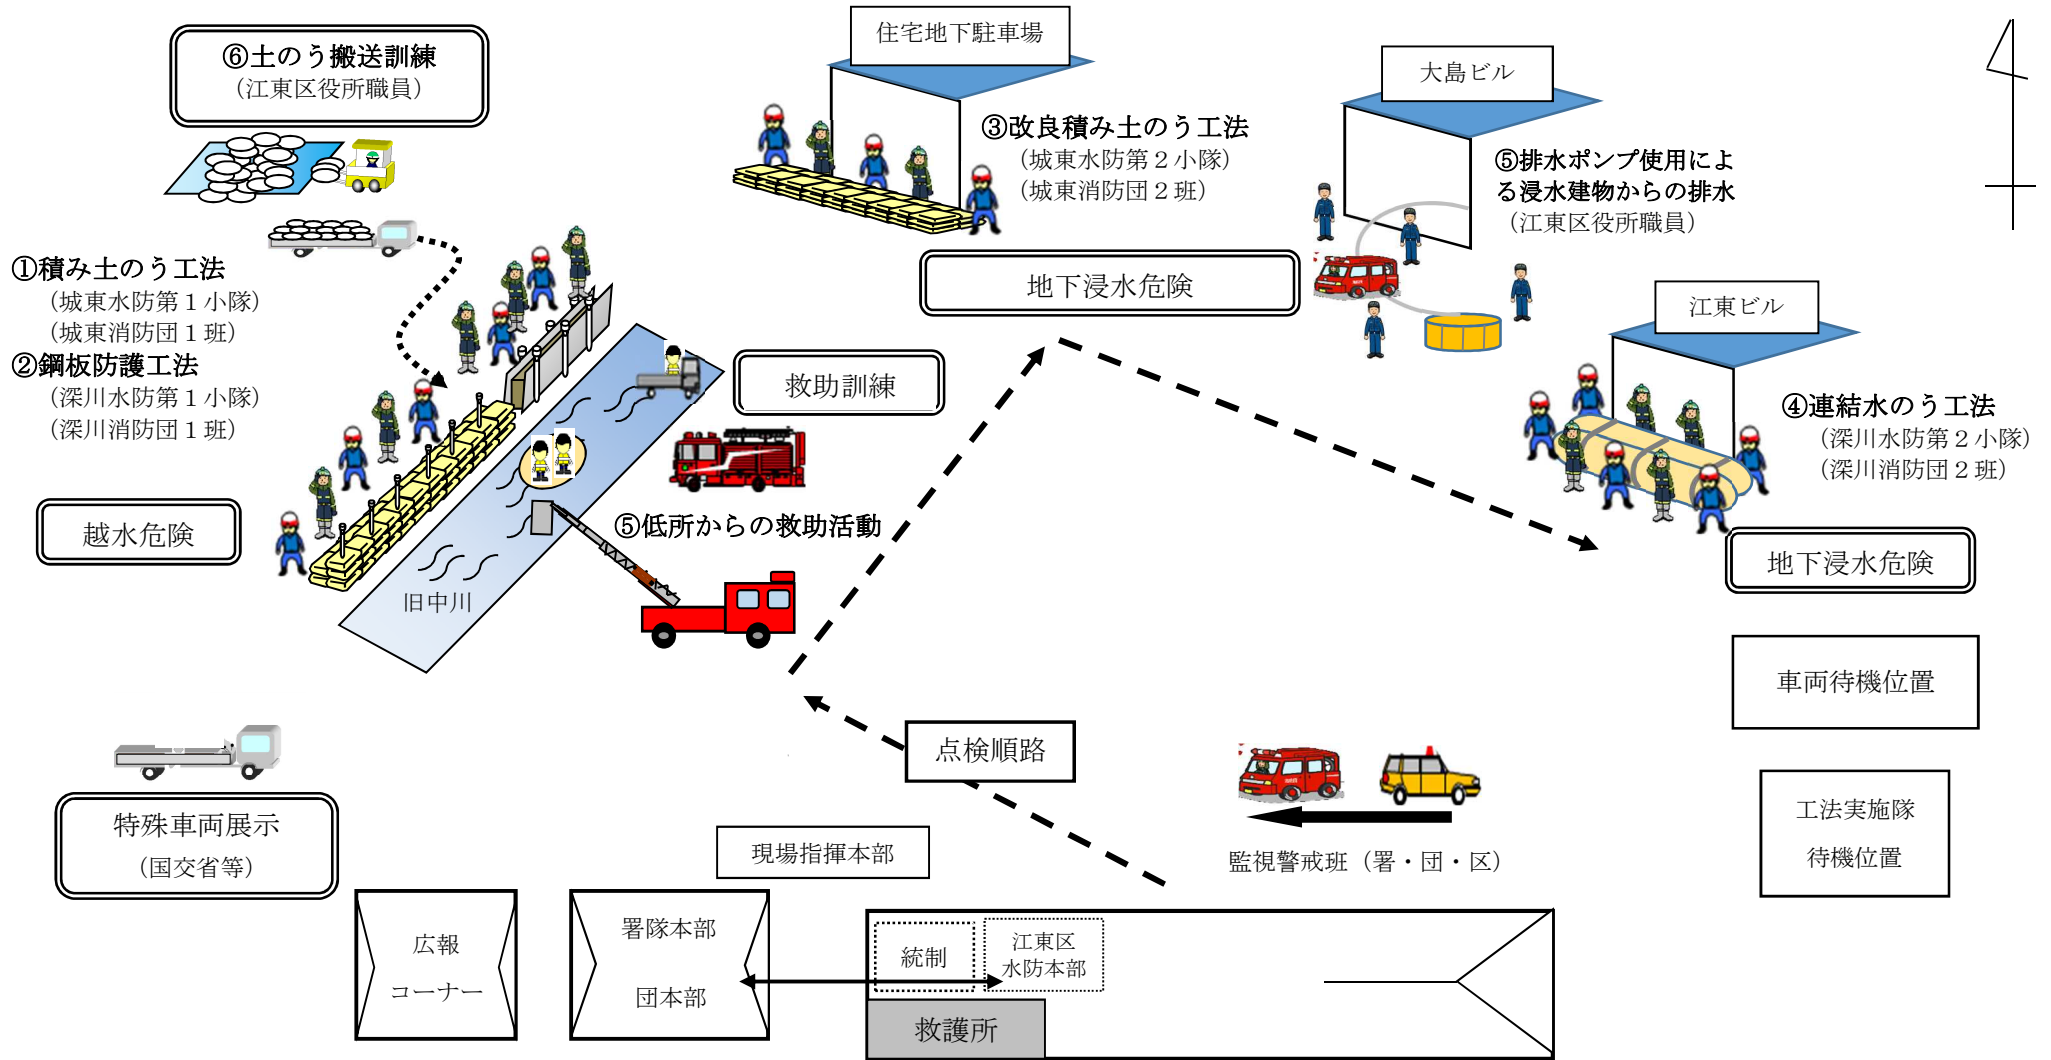 ⑥土のう搬送訓練
（江東区役所職員）
住宅地下駐車場
大島ビル
③改良積み土のう工法
（城東水防第２小隊）
（城東消防団２班）
⑤排水ポンプ使用によ
る浸水建物からの排水
（江東区役所職員）
①積み土のう工法
（城東水防第１小隊）
（城東消防団１班）
②鋼板防護工法
（深川水防第１小隊）
（深川消防団１班）
地下浸水危険
江東ビル
救助訓練
④連結水のう工法
（深川水防第２小隊）
（深川消防団２班）
越水危険
⑤低所からの救助活動
地下浸水危険
旧中川
車両待機位置
点検順路
特殊車両展示
（国交省等）
現場指揮本部
監視警戒班（署・団・区）
工法実施隊
待機位置
広報
コーナー
署隊本部
団本部
統制
江東区
水防本部
救護所